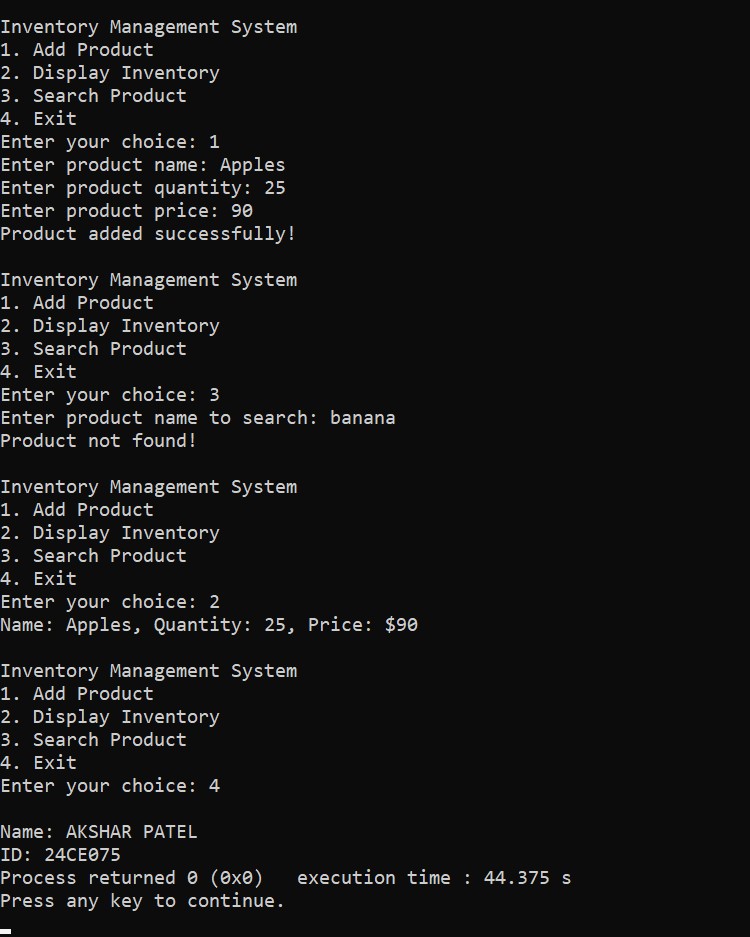 Inventory Management System
1. Add Product
2. Display Inventory
3. Search Product
4. Exit
Enter your choice: 1
Enter product name: Apples
Enter product quantity: 25
Enter product price: 90
Product added successfully!

Inventory Management System
1. Add Product
2. Display Inventory
3. Search Product
4. Exit
Enter your choice: 3
Enter product name to search: banana
Product not found!

Inventory Management System
1. Add Product
2. Display Inventory
3. Search Product
4. Exit
Enter your choice: 2
Name: Apples, Quantity: 25, Price: $90

Inventory Management System
1. Add Product
2. Display Inventory
3. Search Product
4. Exit
Enter your choice: 4

Name: AKSHAR PATEL
ID: 24CE075
Process returned 0 (0x0)   execution time : 44.375 s
Press any key to continue.